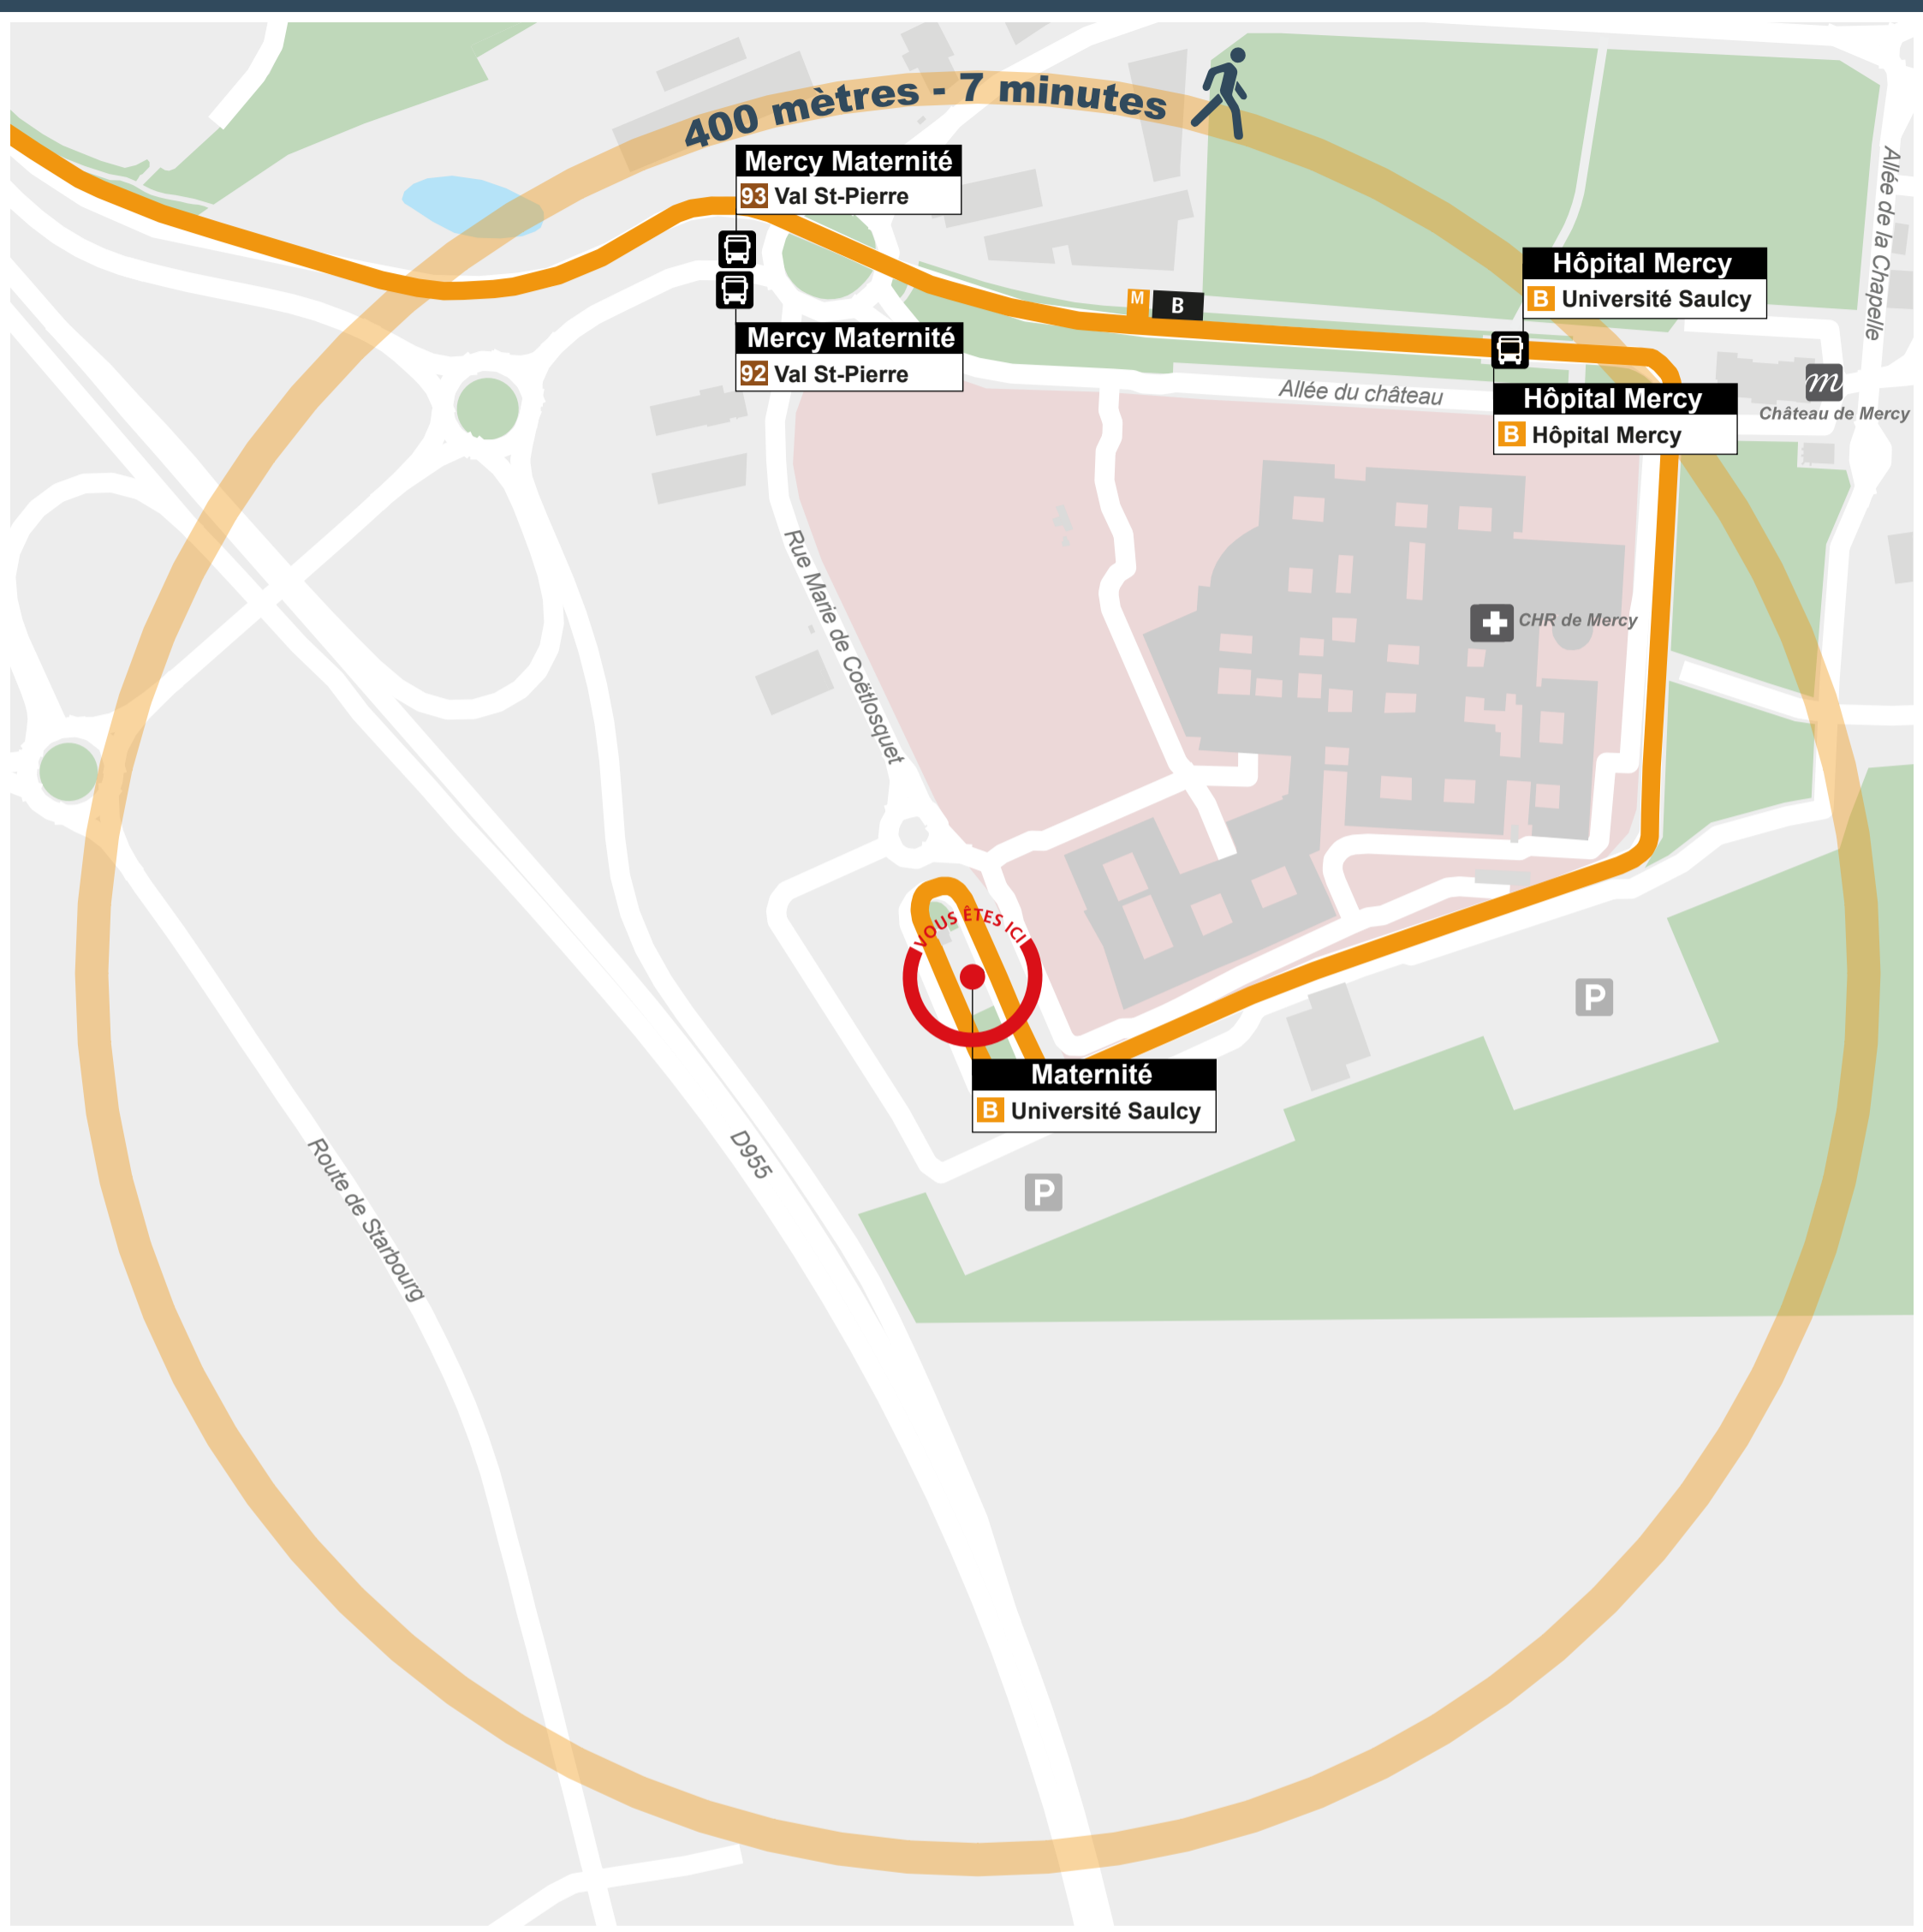 400 mètres - 7 minutes
Mercy Maternité
93 Val St-Pierre
Mercy Maternité
92 Val St-Pierre
M B
Hôpital Mercy
B Université Saulcy
Hôpital Mercy
B Hôpital Mercy
Allée de la Chapelle
Allée du château
m
Château de Mercy
Rue Marie de Coëtlosquet
CHR de Mercy
VOUS ÊTES ICI
P
Maternité
B Université Saulcy
D955
Route de Starbourg
P